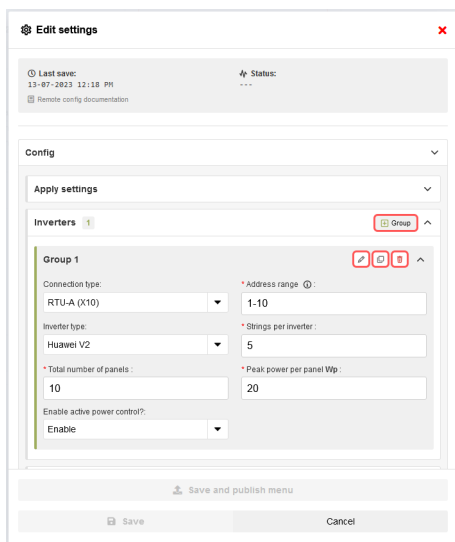 Edit settings
Last save:
13-07-2023 12:18 PM
Remote config documentation
Status:
---
Config
Apply settings
Inverters 1
Group
Group 1
Connection type:
* Address range :
RTU-A (X10)
1-10
Inverter type:
* Strings per inverter :
Huawei V2
5
* Total number of panels :
* Peak power per panel Wp :
10
20
Enable active power control?:
Enable
Save and publish menu
Save
Cancel